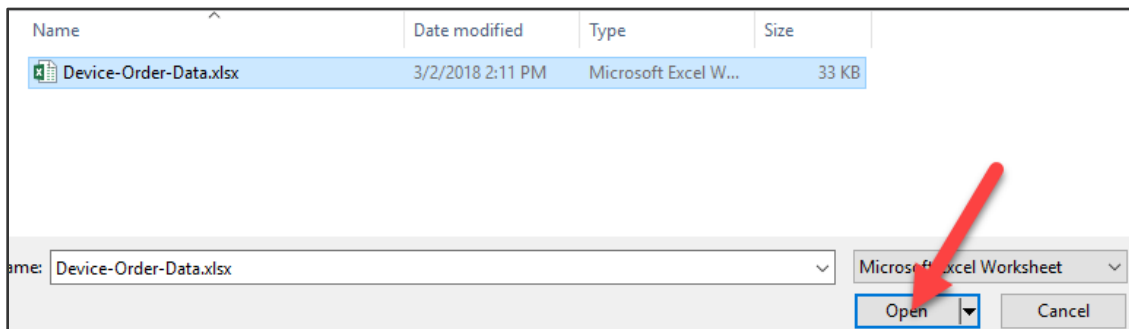 Name Date modified Type Size
Device-Order-Data.xlsx 3/2/2018 2:11 PM Microsoft Excel W... 33 KB
ame: Device-Order-Data.xlsx Microsoft Excel Worksheet
Open Cancel